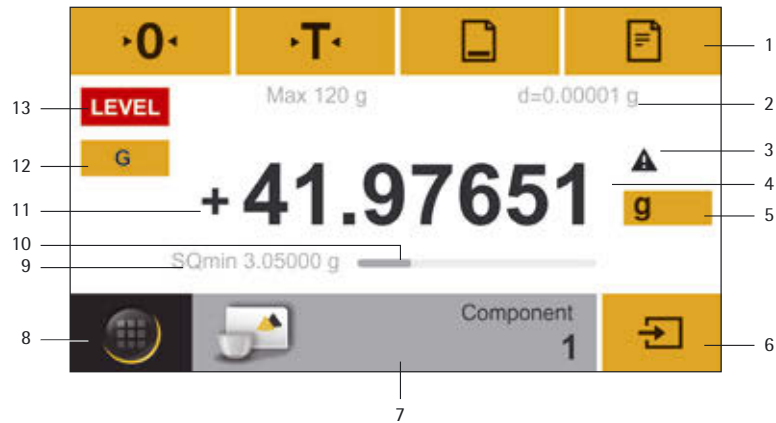 0 T 1
13 LEVEL Max 120 g d=0.00001 g 2
12 G 3
4
11 +41.97651 g 5
10
9 SQmin 3.05000 g
8 Component 6
1
7